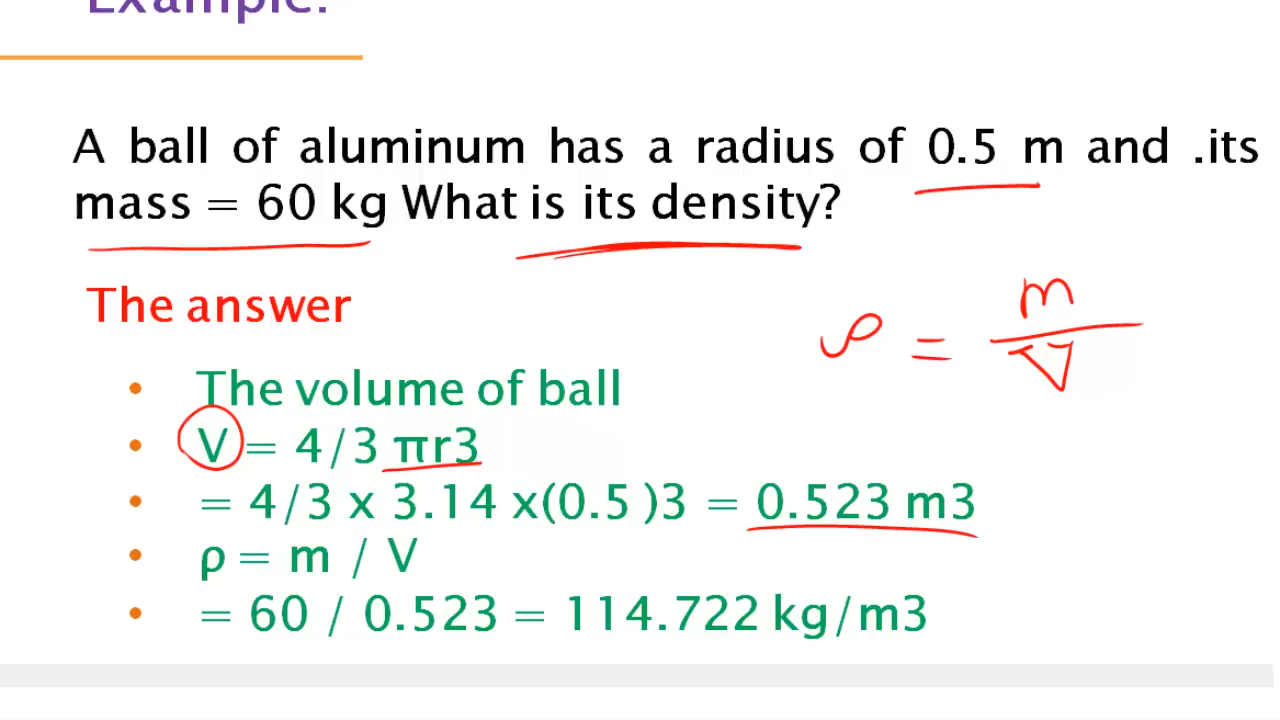 Example:
A ball of aluminum has a radius of 0.5 m and .its
mass = 60 kg What is its density?
The answer
ρ = m / V
• The volume of ball
• V = 4/3 πr3
• = 4/3 x 3.14 x(0.5 )3 = 0.523 m3
• ρ = m / V
• = 60 / 0.523 = 114.722 kg/m3